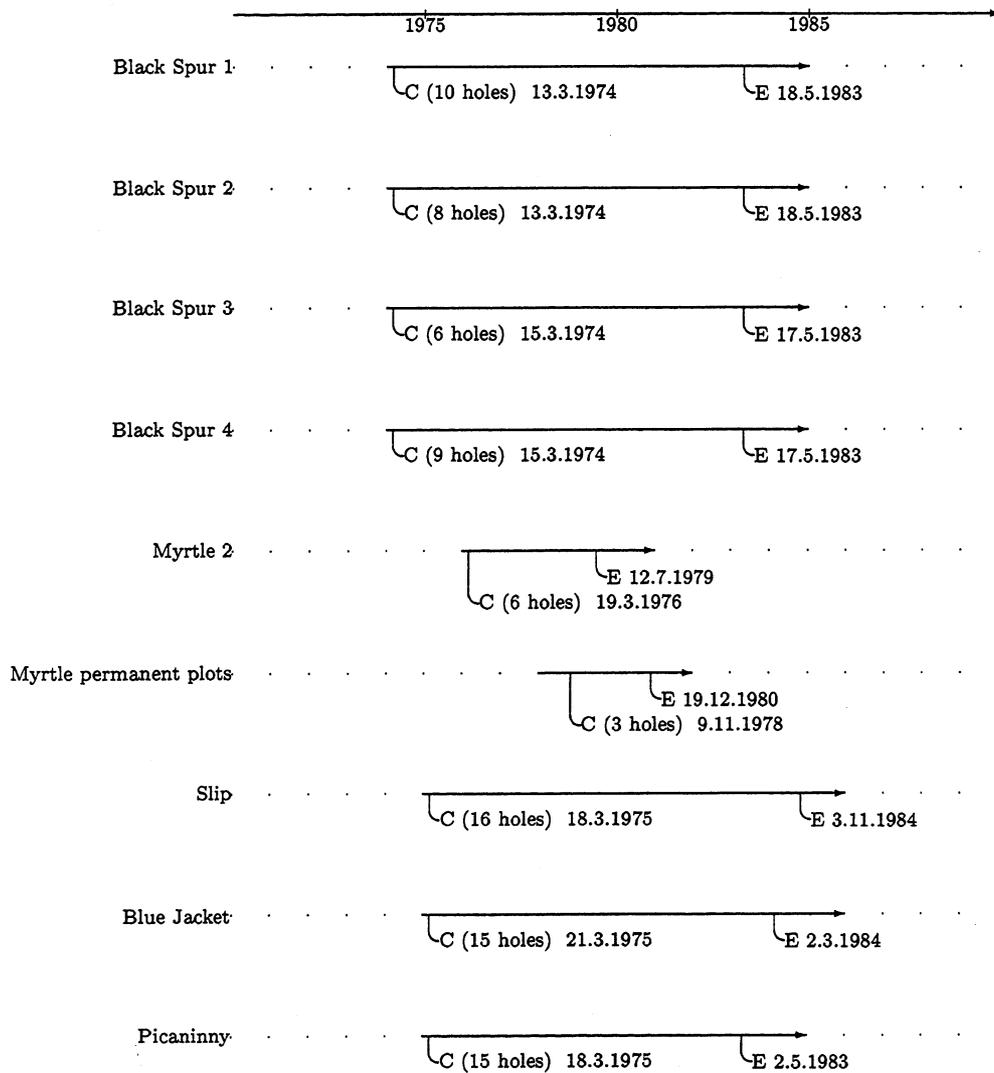 1975 1980 1985
Black Spur 1
C (10 holes) 13.3.1974 E 18.5.1983
Black Spur 2
C (8 holes) 13.3.1974 E 18.5.1983
Black Spur 3
C (6 holes) 15.3.1974 E 17.5.1983
Black Spur 4
C (9 holes) 15.3.1974 E 17.5.1983
Myrtle 2
E 12.7.1979
C (6 holes) 19.3.1976
Myrtle permanent plots
E 19.12.1980
C (3 holes) 9.11.1978
Slip
C (16 holes) 18.3.1975 E 3.11.1984
Blue Jacket
C (15 holes) 21.3.1975 E 2.3.1984
Picaninny
C (15 holes) 18.3.1975 E 2.5.1983